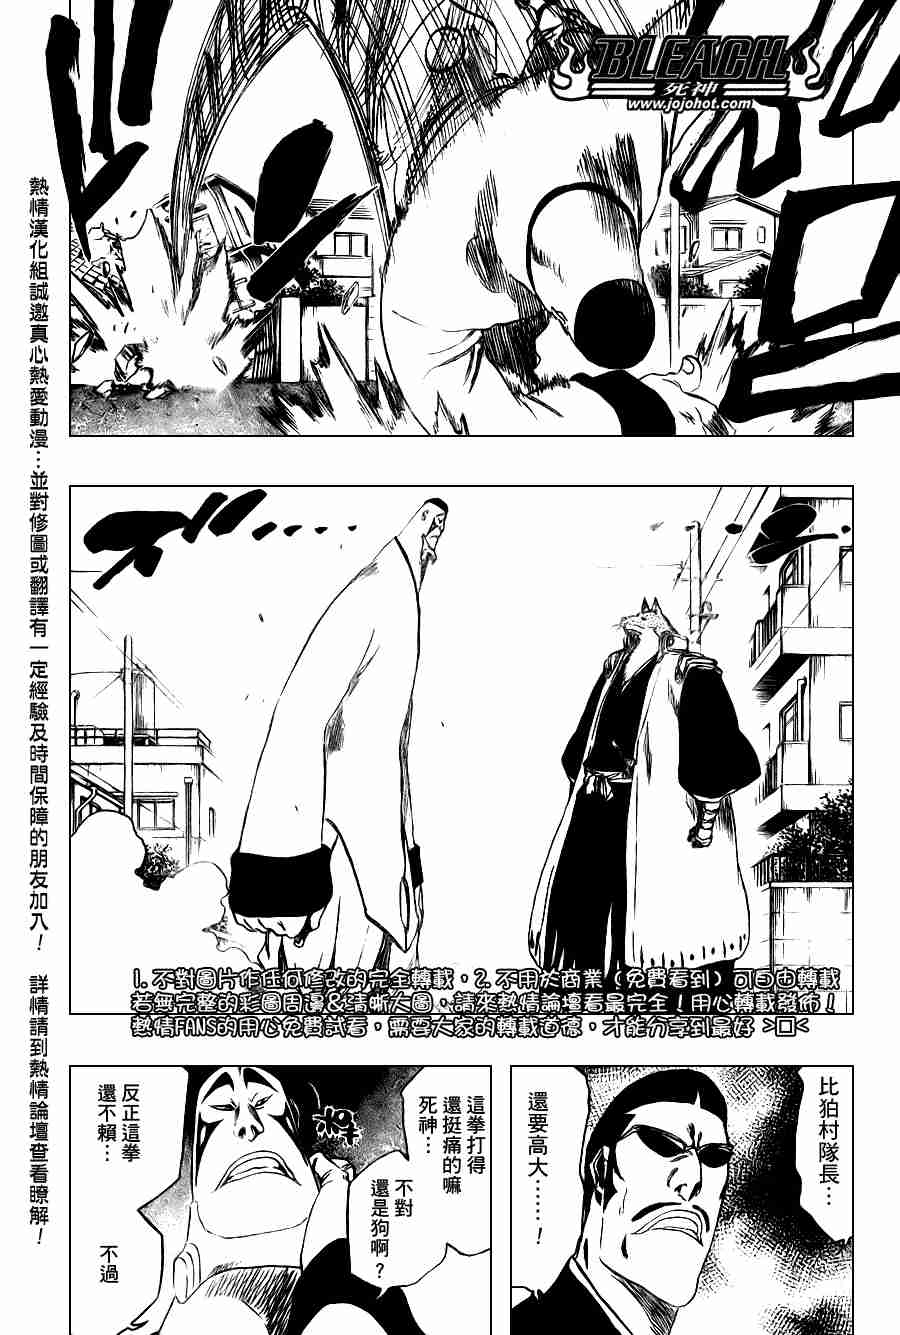 BLEACH
死神
www.jojohot.com
熱情漢化組誠邀真心熱愛動漫…並對修圖或翻譯有一定經驗及時間保障的朋友加入！ 詳情請到熱情論壇查看瞭解！
1. 不對圖片作任何修改的完全轉載，2. 不用於商業（免費看到）可自由轉載
若無完整的彩圖周漫&清晰大圖，請來熱情論壇看最完全！用心轉載發佈！
熱情FANS的用心免費試看，需要大家的轉載道德，才能分享到最好 >口<
比狛村隊長…
還要高大……！
這拳打得
還挺痛的嘛
死神…
不對
還是狗啊？
反正這拳
還不賴…
不過